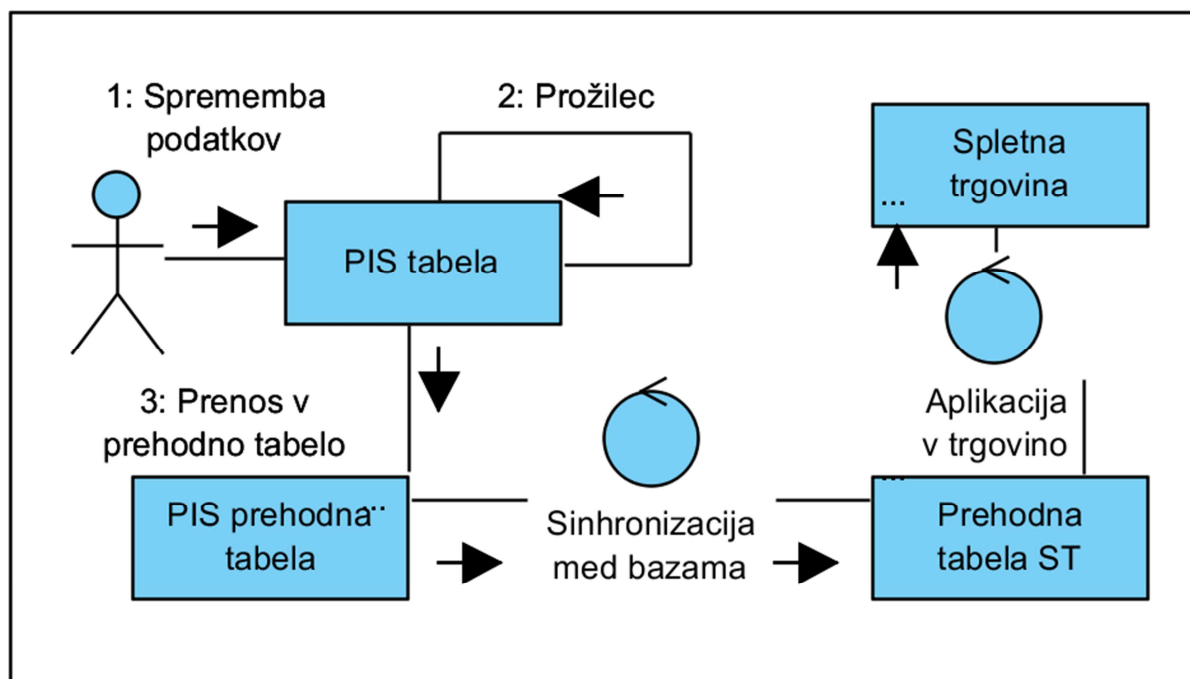 1: Sprememba
podatkov
2: Prožilec
Spletna
trgovina
...
PIS tabela
3: Prenos v
prehodno tabelo
Aplikacija
v trgovino
PIS prehodna
tabela
...
Sinhronizacija
med bazama
...
Prehodna
tabela ST